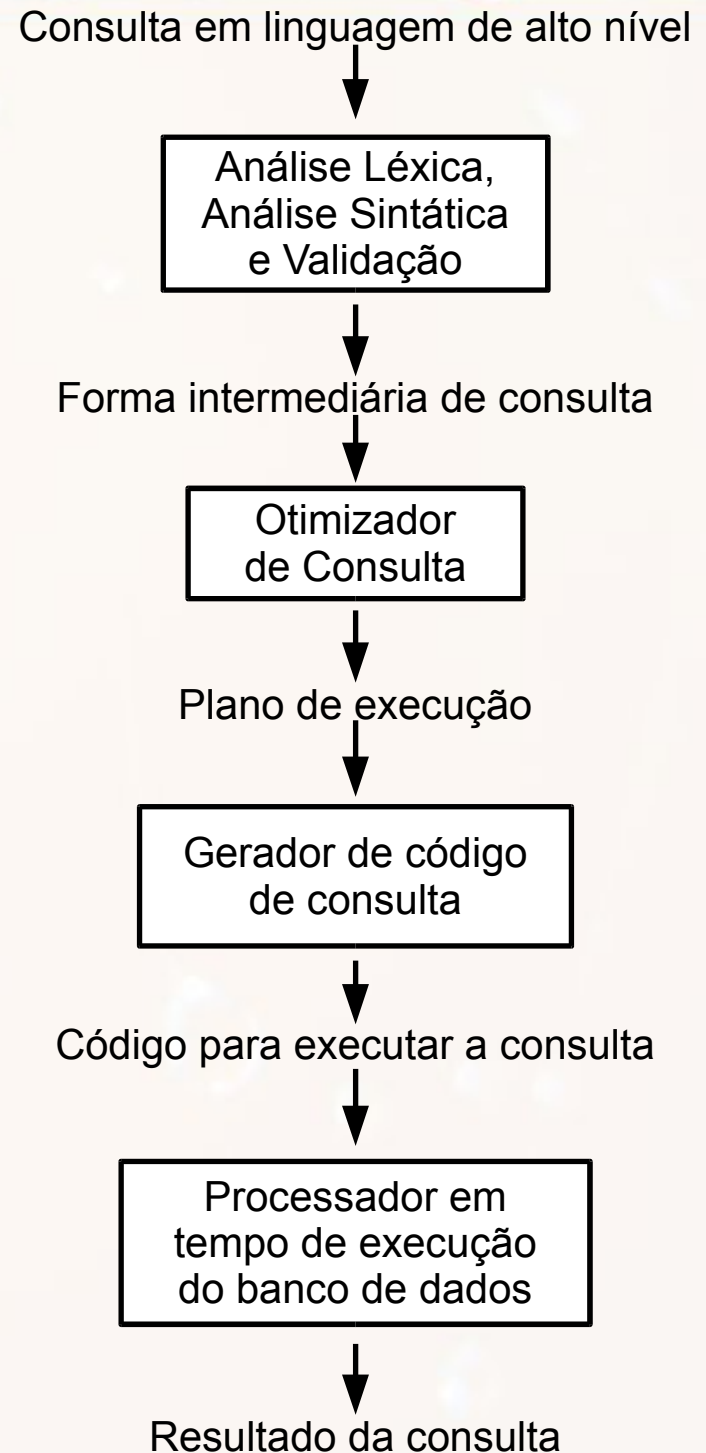 Consulta em linguagem de alto nível
Análise Léxica,
Análise Sintática
e Validação
Forma intermediária de consulta
Otimizador
de Consulta
Plano de execução
Gerador de código
de consulta
Código para executar a consulta
Processador em
tempo de execução
do banco de dados
Resultado da consulta